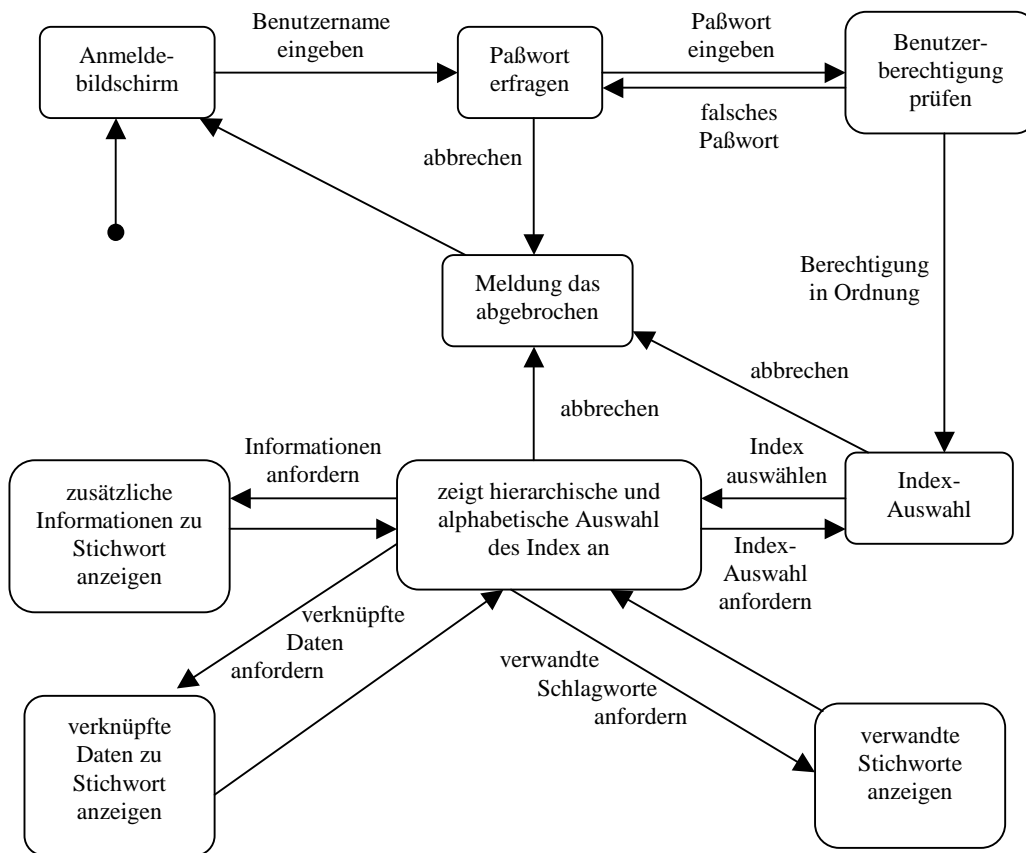 Anmelde-
bildschirm
Benutzername
eingeben
Paßwort
erfragen
Paßwort
eingeben
falsches
Paßwort
Benutzer-
berechtigung
prüfen
abbrechen
Meldung das
abgebrochen
Berechtigung
in Ordnung
abbrechen
abbrechen
Informationen
anfordern
zusätzliche
Informationen zu
Stichwort
anzeigen
zeigt hierarchische und
alphabetische Auswahl
des Index an
Index
auswählen
Index-
Auswahl
Index-
Auswahl
anfordern
verknüpfte
Daten
anfordern
verwandte
Schlagworte
anfordern
verknüpfte
Daten zu
Stichwort
anzeigen
verwandte
Stichworte
anzeigen